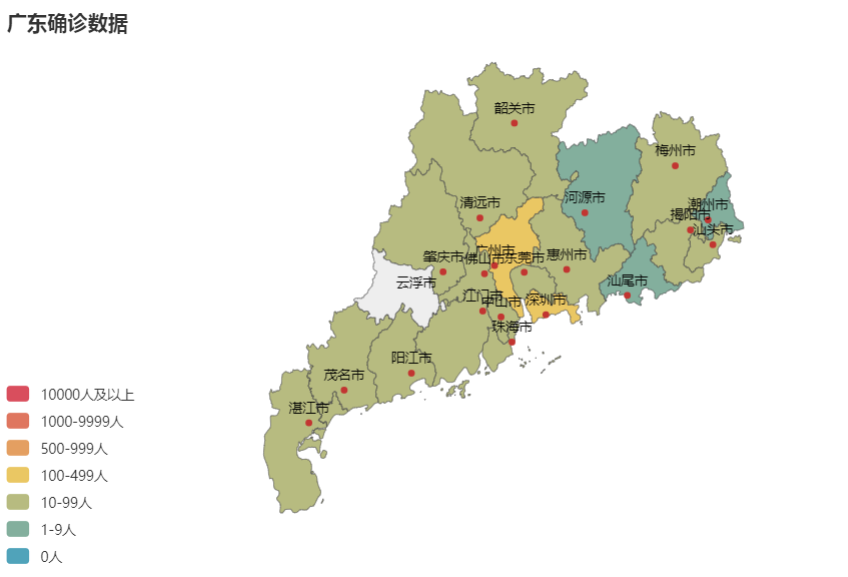 广东确诊数据
韶关市
梅州市
河源市
清远市
潮州市
揭阳市
汕头市
广州市
惠州市
肇庆市
佛山市
东莞市
云浮市
汕尾市
江门市
中山市
深圳市
珠海市
阳江市
茂名市
湛江市
10000人及以上
1000-9999人
500-999人
100-499人
10-99人
1-9人
0人